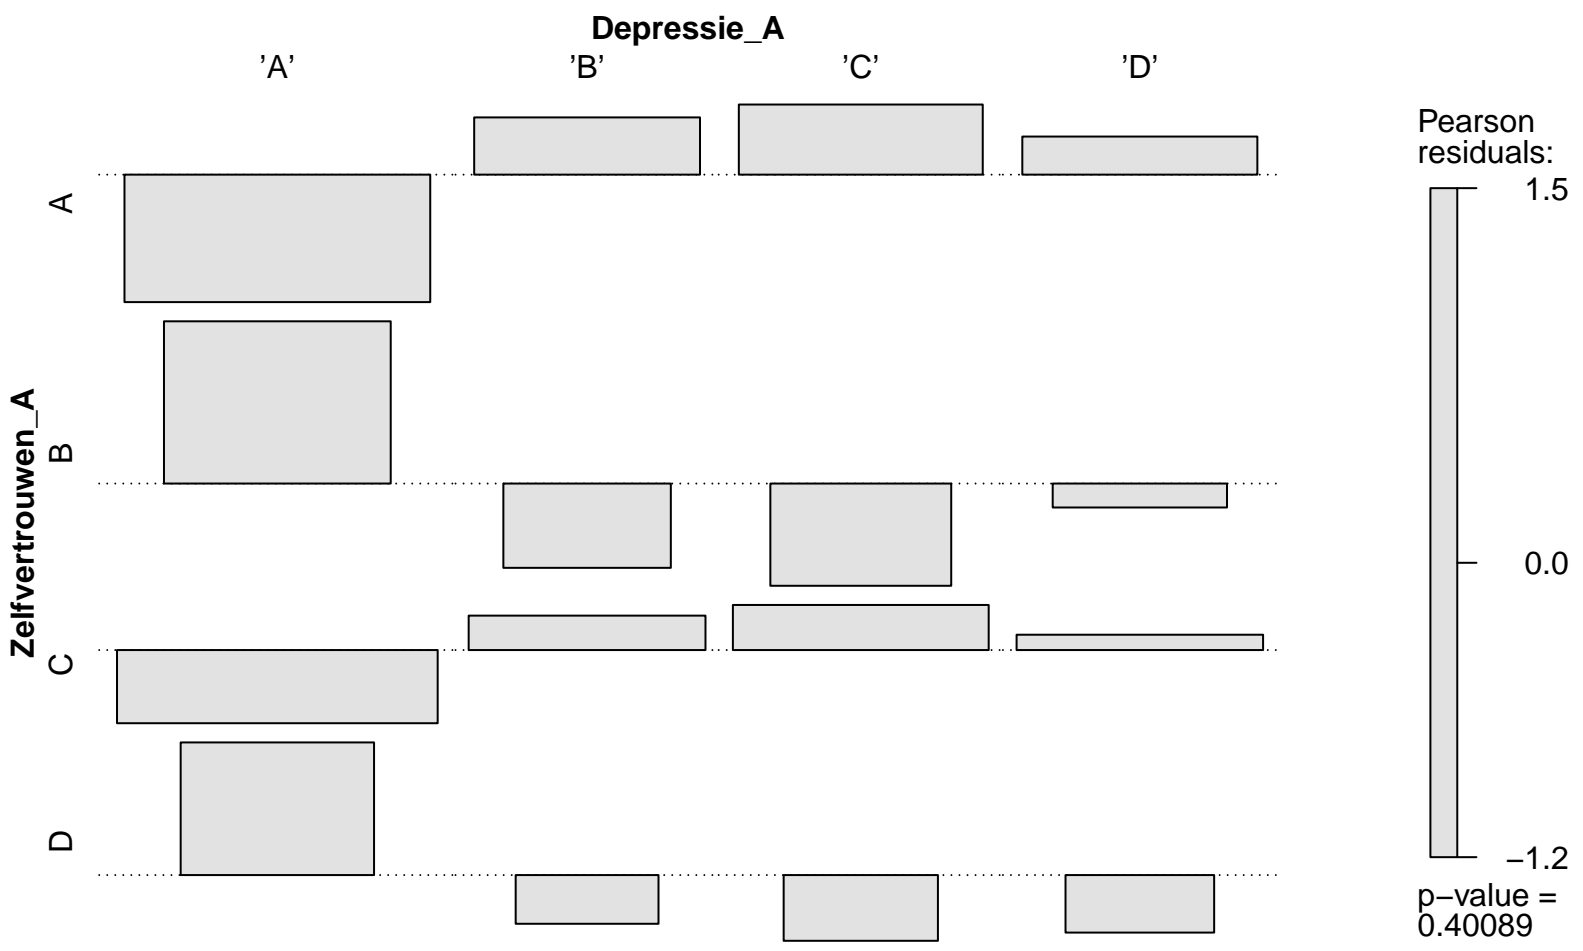 Depressie_A
’A’ ’B’ ’C’ ’D’
Zelfvertrouwen_A
A
B
C
D
Pearson
residuals:
1.5
0.0
−1.2
p−value =
0.40089